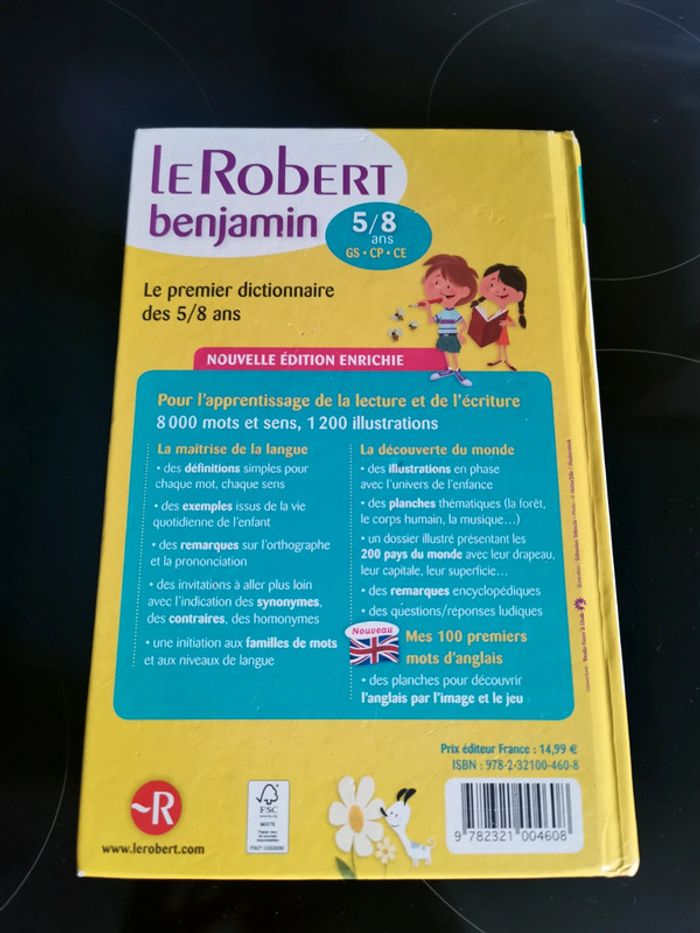 LE ROBERT
benjamin
5/8
ans
GS • CP • CE
Le premier dictionnaire
des 5/8 ans
NOUVELLE ÉDITION ENRICHIE
Pour l'apprentissage de la lecture et de l'écriture
8 000 mots et sens, 1 200 illustrations
La maîtrise de la langue
• des définitions simples pour
chaque mot, chaque sens
• des exemples issus de la vie
quotidienne de l'enfant
• des remarques sur l'orthographe
et la prononciation
• des invitations à aller plus loin
avec l'indication des synonymes,
des contraires, des homonymes
• une initiation aux familles de mots
et aux niveaux de langue
La découverte du monde
• des illustrations en phase
avec l'univers de l'enfance
• des planches thématiques (la forêt,
le corps humain, la musique...)
• un dossier illustré présentant les
200 pays du monde avec leur drapeau,
leur capitale, leur superficie...
• des remarques encyclopédiques
• des questions/réponses ludiques
Nouveau
Mes 100 premiers
mots d'anglais
• des planches pour découvrir
l'anglais par l'image et le jeu
Prix éditeur France : 14,99 €
ISBN : 978-2-32100-460-8
9 782321 004608
~R
www.lerobert.com
FSC
MIXTE